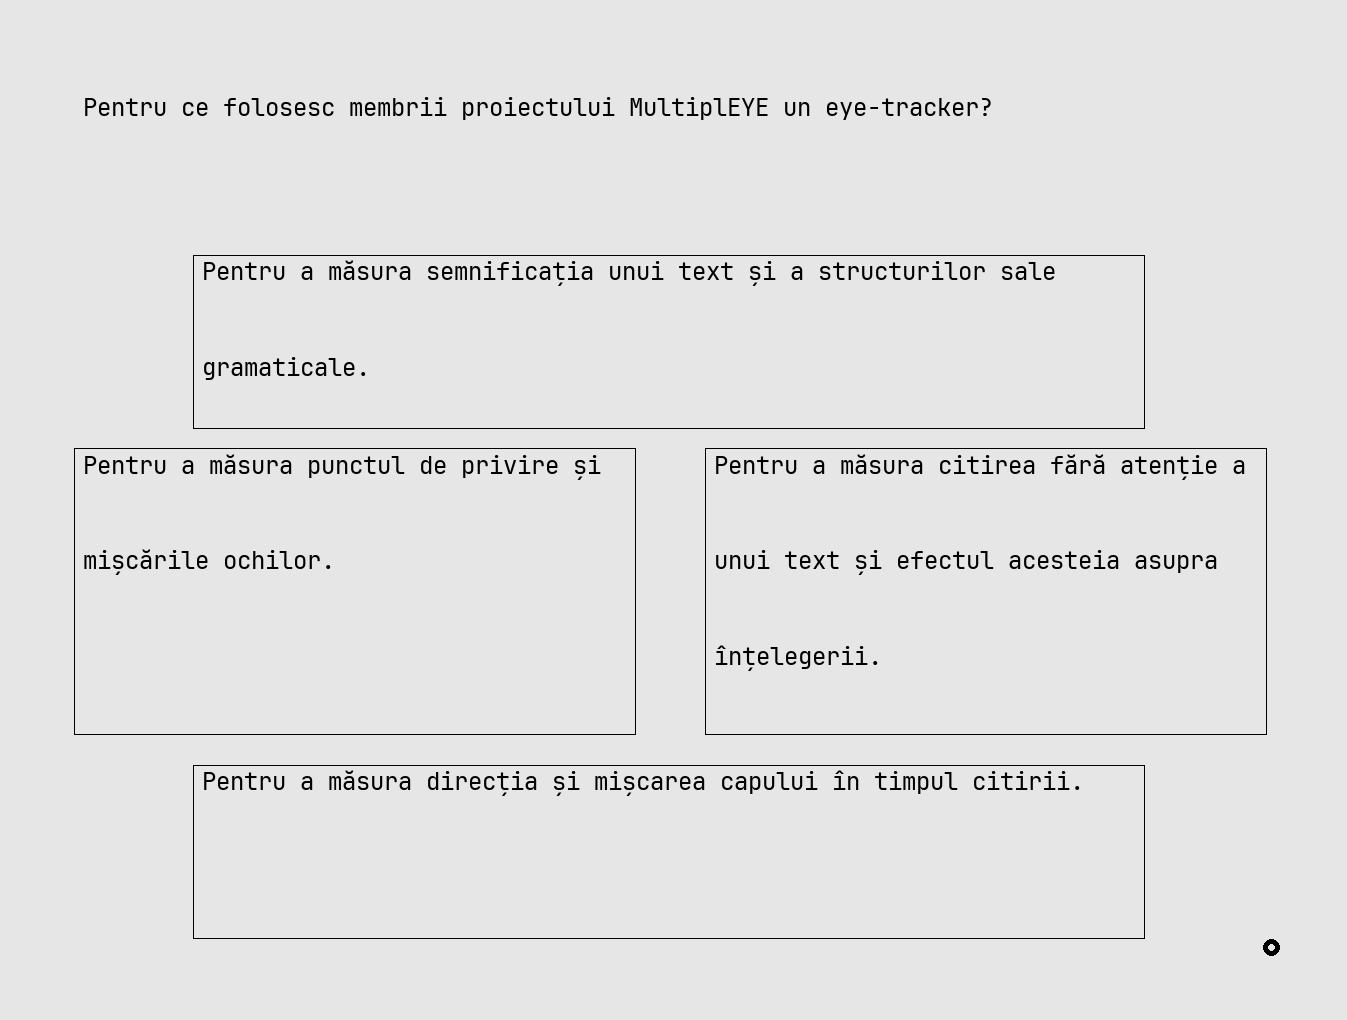 Pentru ce folosesc membrii proiectului MultiplEYE un eye-tracker?
Pentru a măsura semnificația unui text și a structurilor sale
gramaticale.
Pentru a măsura punctul de privire și
mișcările ochilor.
Pentru a măsura citirea fără atenție a
unui text și efectul acesteia asupra
înțelegerii.
Pentru a măsura direcția și mișcarea capului în timpul citirii.